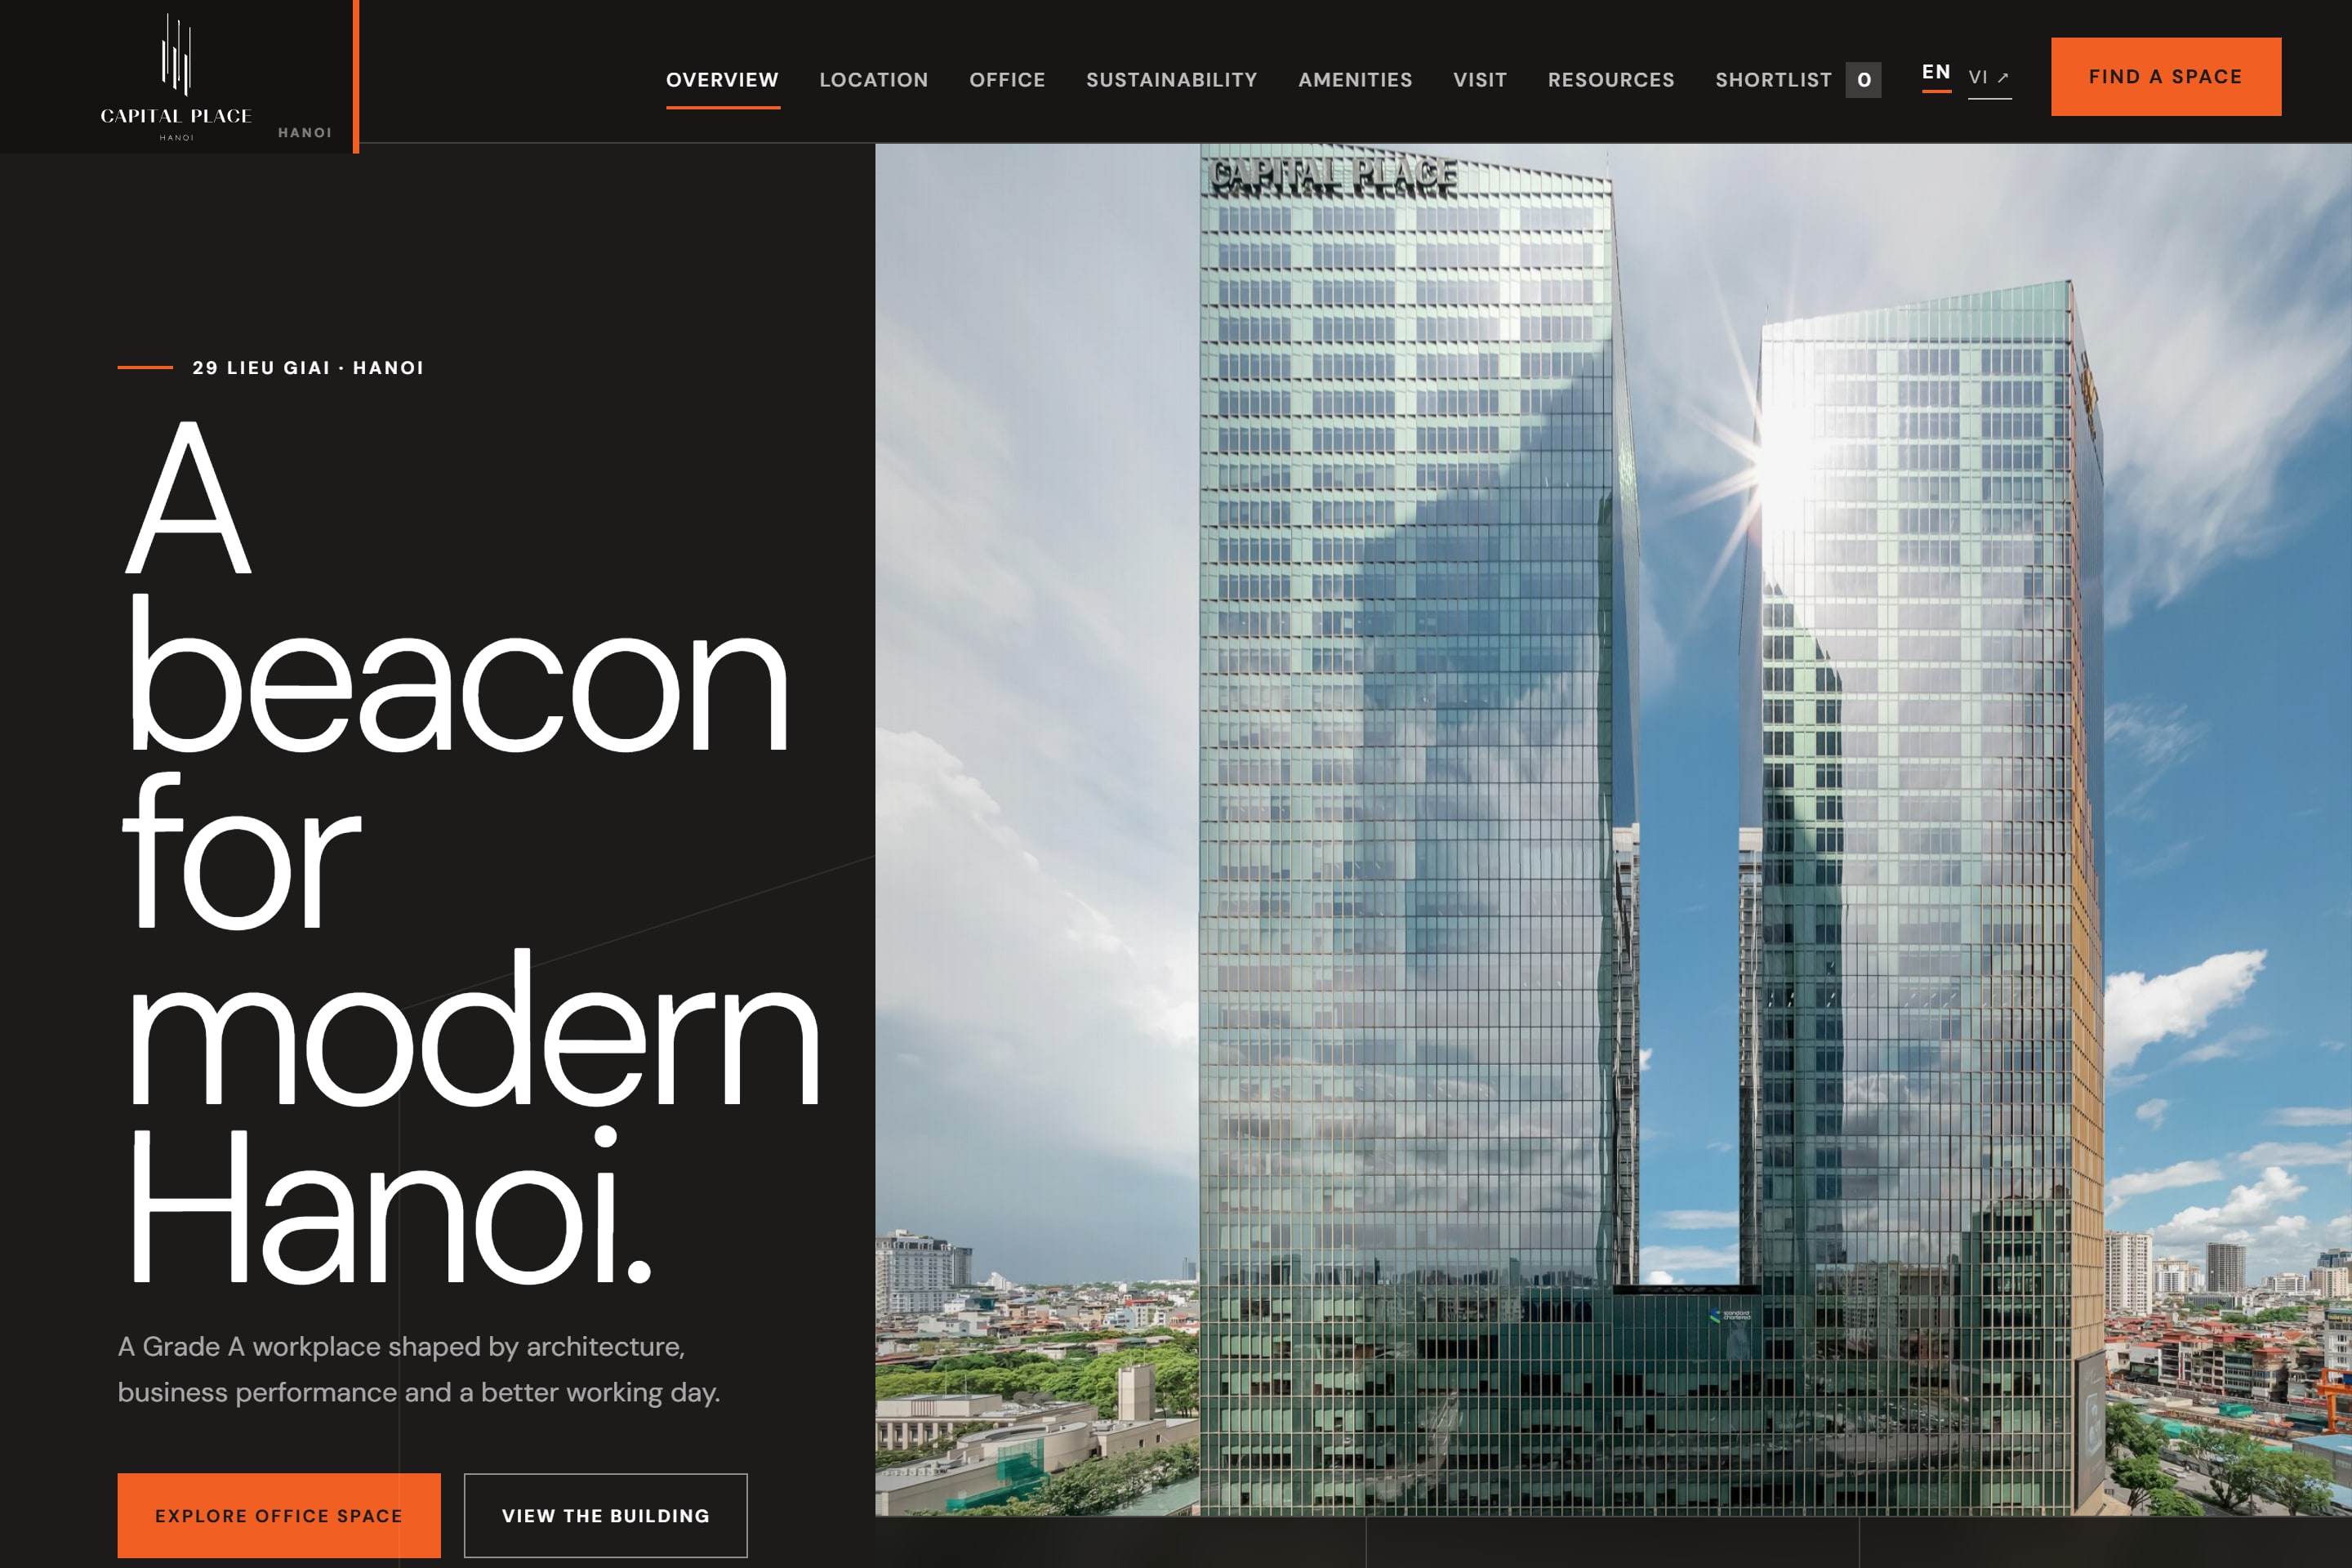 CAPITAL PLACE
HANOI
HANOI
OVERVIEW
LOCATION
OFFICE
SUSTAINABILITY
AMENITIES
VISIT
RESOURCES
SHORTLIST 0
EN
VI ↗
FIND A SPACE
CAPITAL PLACE
29 LIEU GIAI · HANOI
A
beacon
for
modern
Hanoi.
standard
chartered
A Grade A workplace shaped by architecture,
business performance and a better working day.
EXPLORE OFFICE SPACE
VIEW THE BUILDING